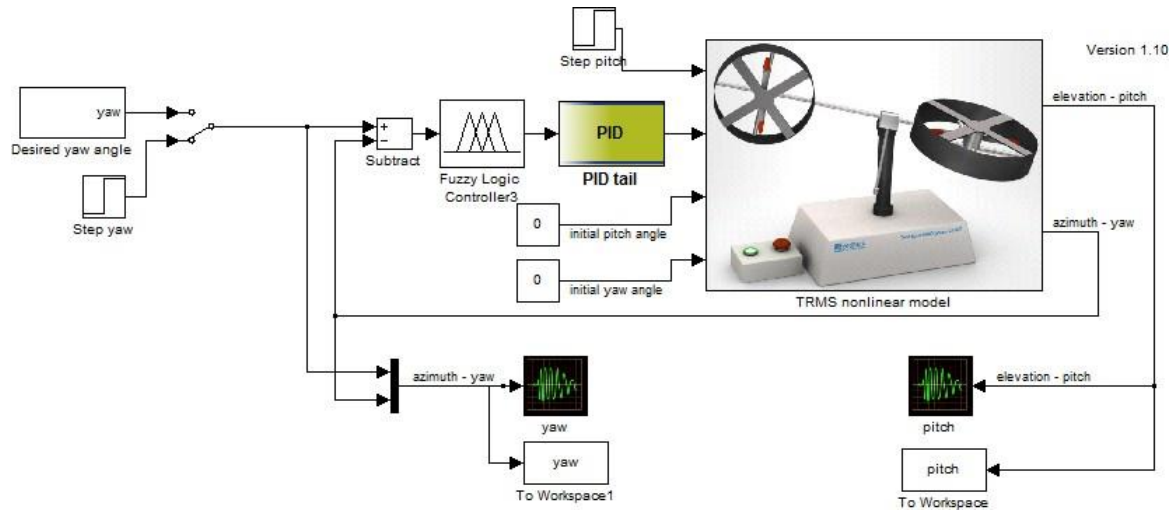 Step pitch
Version 1.10
yaw
Desired yaw angle
Step yaw
+
−
Subtract
Fuzzy Logic
Controller3
PID
PID tail
0
initial pitch angle
0
initial yaw angle
elevation - pitch
azimuth - yaw
TRMS nonlinear model
azimuth - yaw
yaw
yaw
To Workspace1
elevation - pitch
pitch
pitch
To Workspace